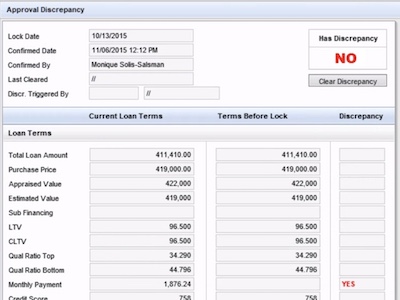 Approval Discrepancy
Lock Date 10/13/2015
Has Discrepancy
Confirmed Date 11/06/2015 12:12 PM
NO
Confirmed By Monique Solis-Salsman
Last Cleared //
Clear Discrepancy
Discr. Triggered By //
Current Loan Terms Terms Before Lock Discrepancy
Loan Terms
Total Loan Amount 411,410.00 411,410.00
Purchase Price 419,000.00 419,000.00
Appraised Value 422,000 422,000
Estimated Value 419,000 419,000
Sub Financing
LTV 96.500 96.500
CLTV 96.500 96.500
Qual Ratio Top 34.290 34.290
Qual Ratio Bottom 44.796 44.796
Monthly Payment 1,876.24 YES
Credit Score 758 758